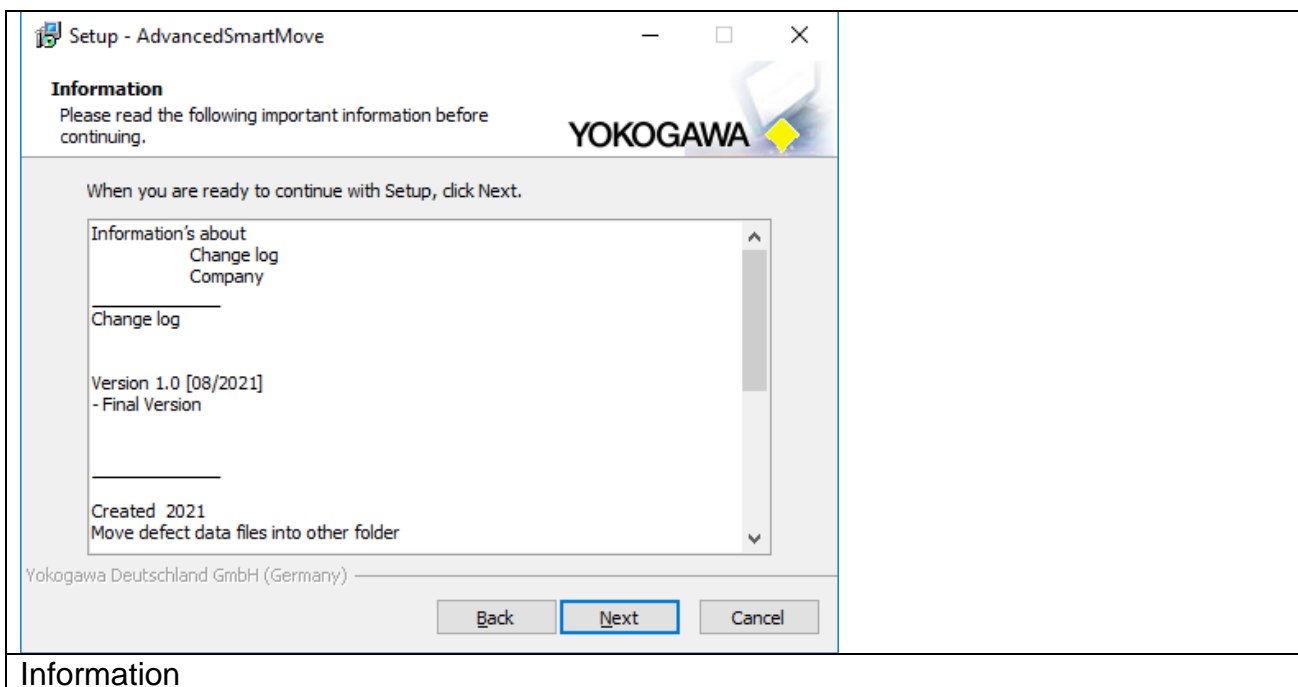 Setup - AdvancedSmartMove
Information
Please read the following important information before
continuing.
YOKOGAWA
When you are ready to continue with Setup, click Next.
Information's about
Change log
Company
Change log
Version 1.0 [08/2021]
- Final Version
Created  2021
Move defect data files into other folder
Yokogawa Deutschland GmbH (Germany)
Back
Next
Cancel
Information